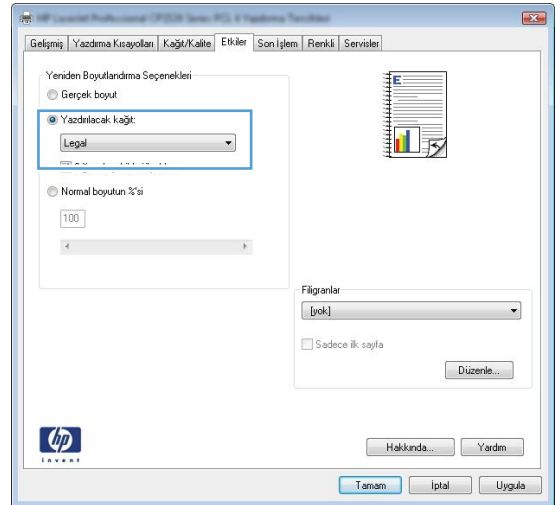 Gelişmiş Yazdırma Kısayolları Kağıt/Kalite Etkiler Son İşlem Renkli Servisler
Yeniden Boyutlandırma Seçenekleri
Gerçek boyut
Yazdırılacak kağıt:
Legal
Normal boyutun %'si
100
E
Filigranlar
[yok]
Sadece ilk sayfa
Düzenle...
hp
invent
Hakkında... Yardım
Tamam İptal Uygula